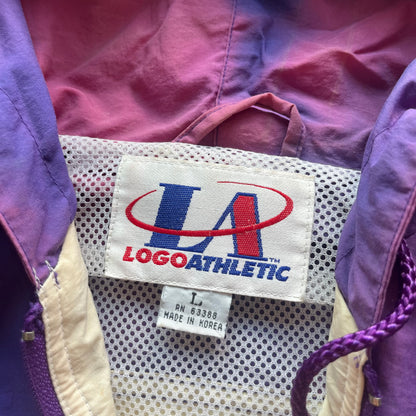 LA
LOGOATHLETIC™
L
RN 63388
MADE IN KOREA